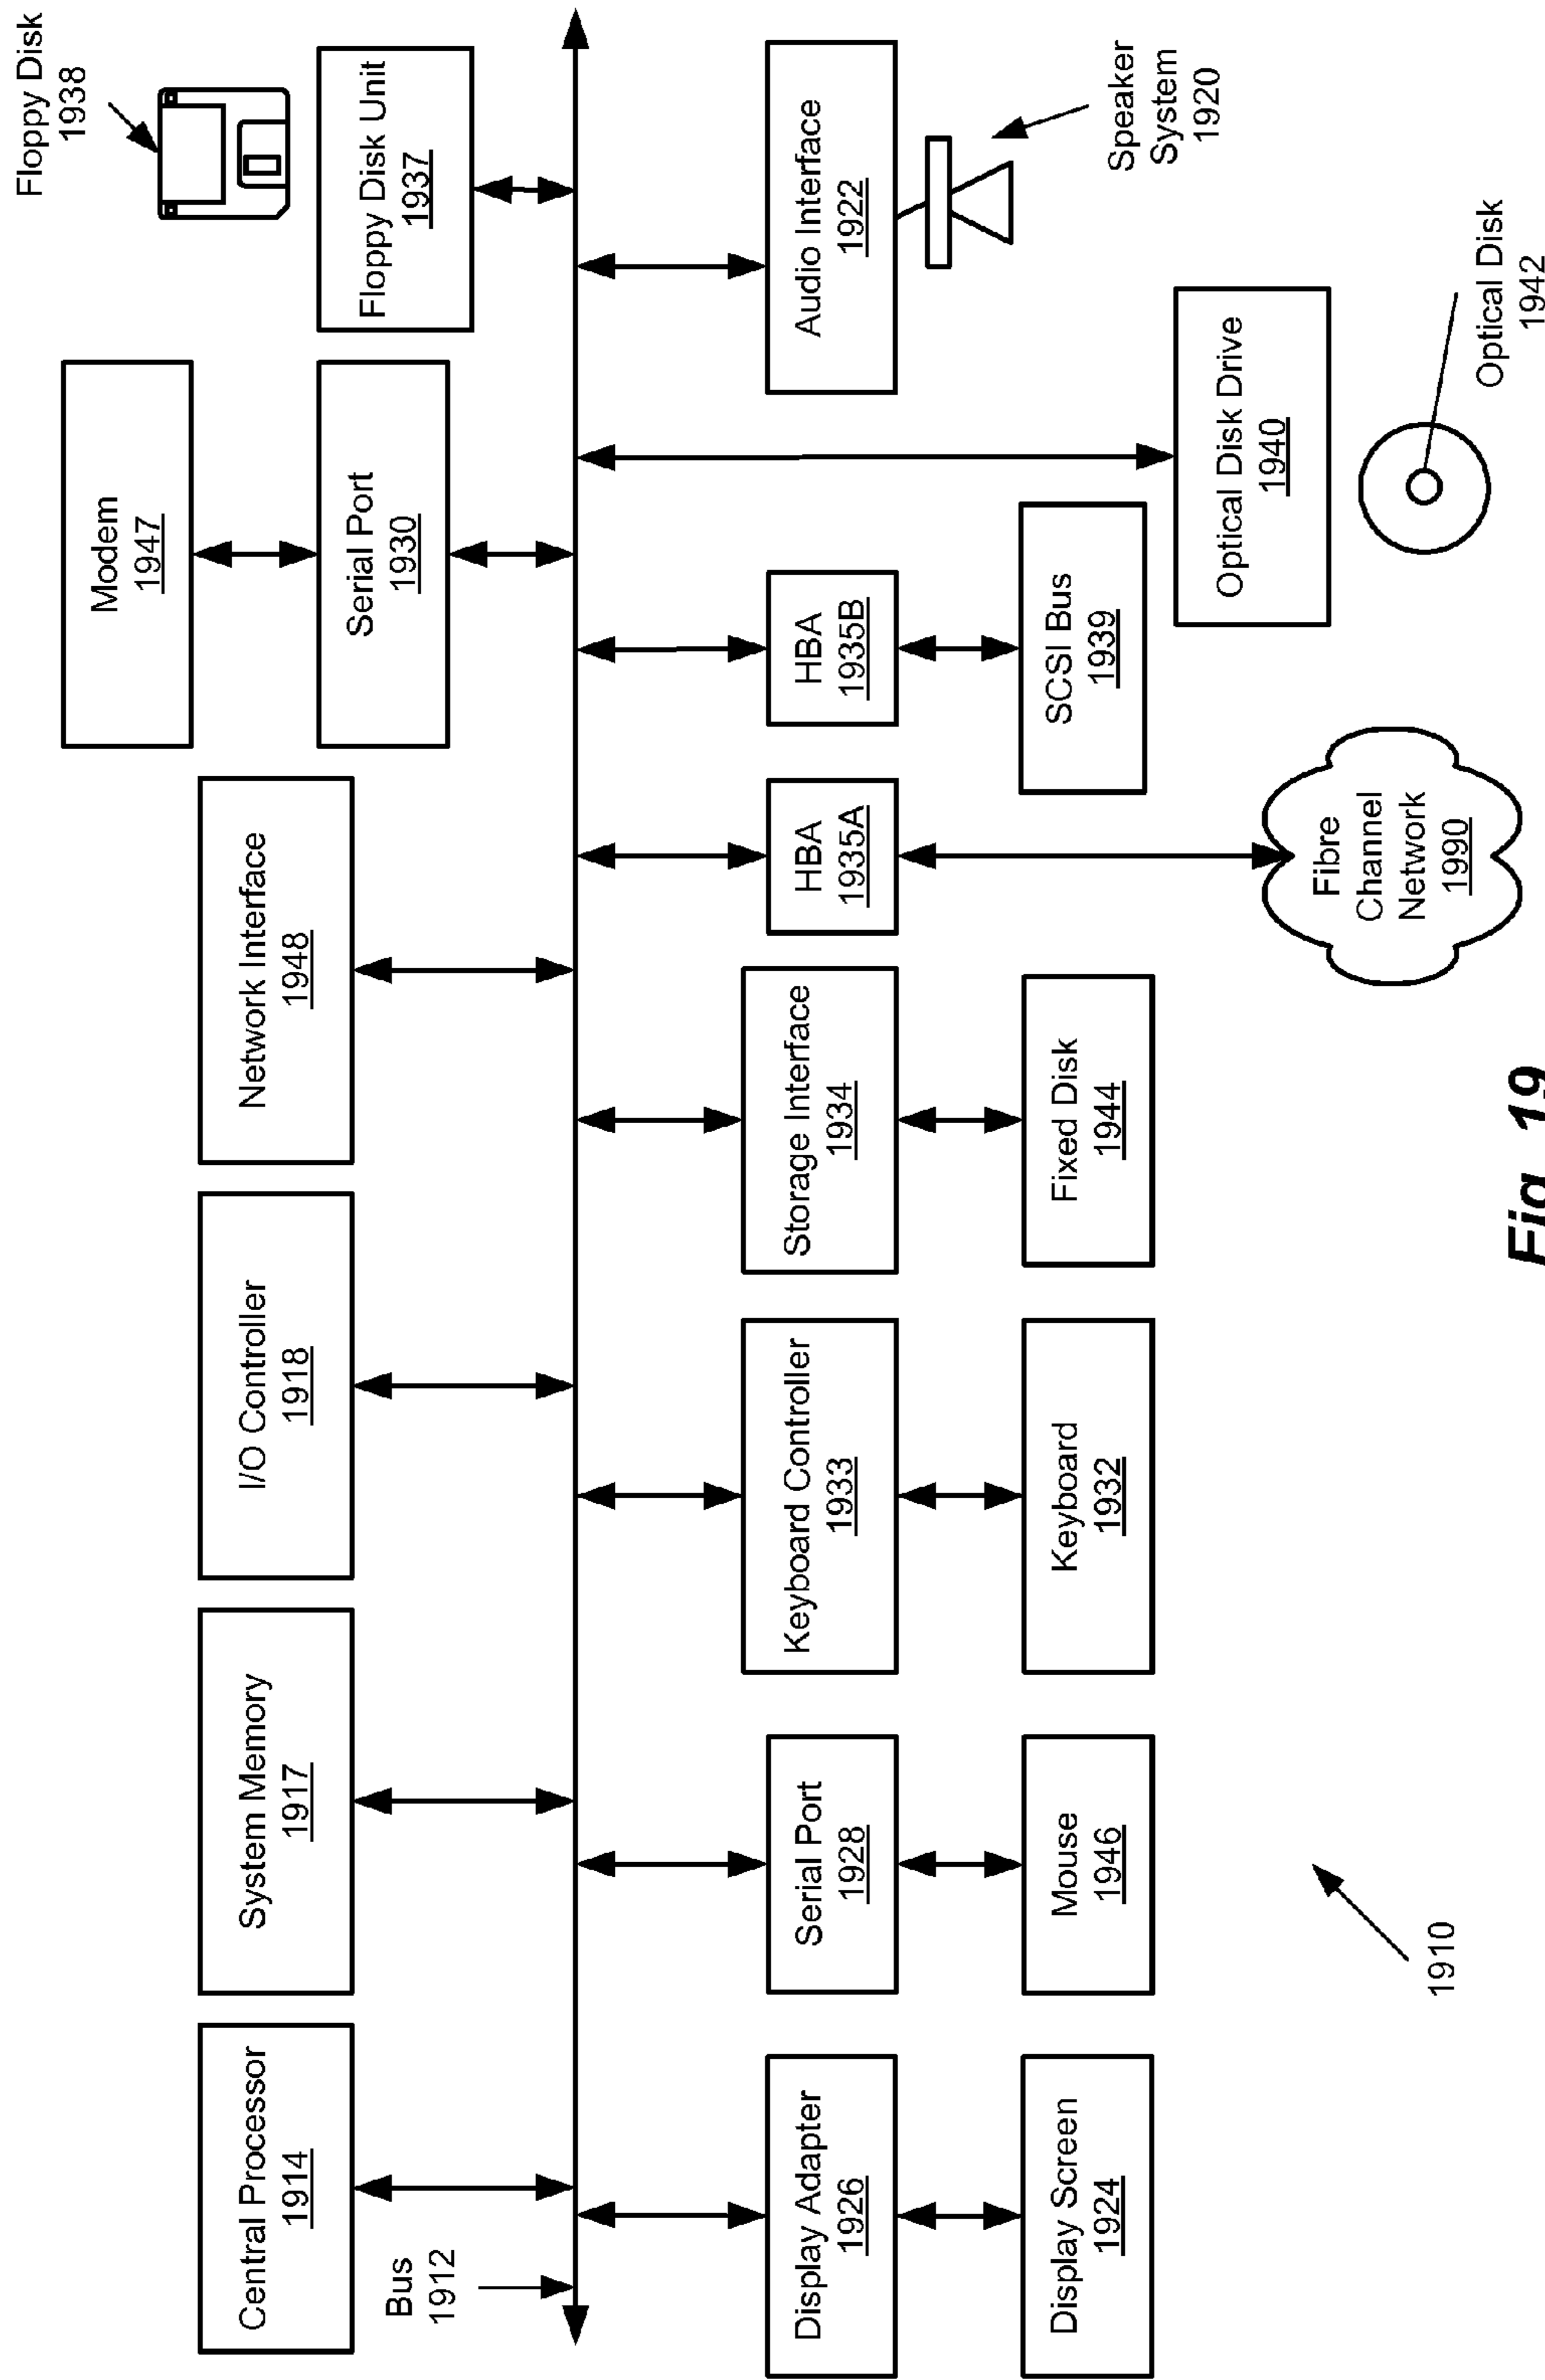 Central Processor
1914
System Memory
1917
I/O Controller
1918
Network Interface
1948
Modem
1947
Serial Port
1930
Floppy Disk
1938
Floppy Disk Unit
1937
Bus
1912
Display Adapter
1926
Serial Port
1928
Keyboard Controller
1933
Storage Interface
1934
HBA
1935A
HBA
1935B
Audio Interface
1922
Display Screen
1924
Mouse
1946
Keyboard
1932
Fixed Disk
1944
SCSI Bus
1939
Speaker
System
1920
Optical Disk Drive
1940
Fibre
Channel
Network
1990
Optical Disk
1942
1910
Fig. 19